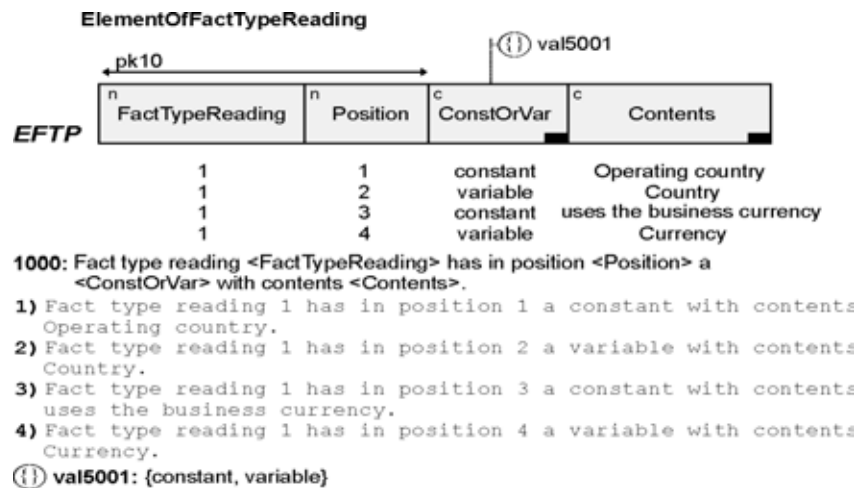 ElementOfFactTypeReading
{} val5001
pk10
n n c c
FactTypeReading Position ConstOrVar Contents
EFTP
1 1 constant Operating country
1 2 variable Country
1 3 constant uses the business currency
1 4 variable Currency
1000: Fact type reading <FactTypeReading> has in position <Position> a
<ConstOrVar> with contents <Contents>.
1) Fact type reading 1 has in position 1 a constant with contents
Operating country.
2) Fact type reading 1 has in position 2 a variable with contents
Country.
3) Fact type reading 1 has in position 3 a constant with contents
uses the business currency.
4) Fact type reading 1 has in position 4 a variable with contents
Currency.
{} val5001: {constant, variable}